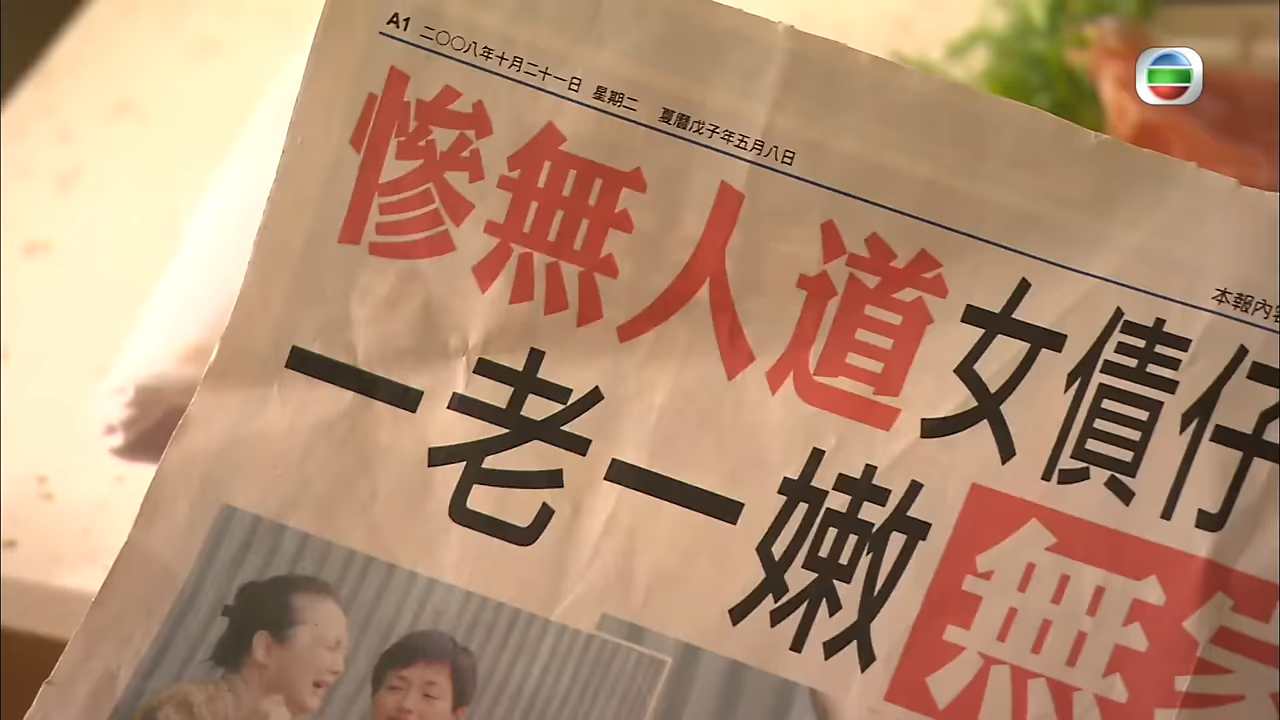 A1 二〇〇八年十月二十一日 星期二 夏曆戊子年五月八日
本報內
慘無人道女債仔
一老一嫩無家